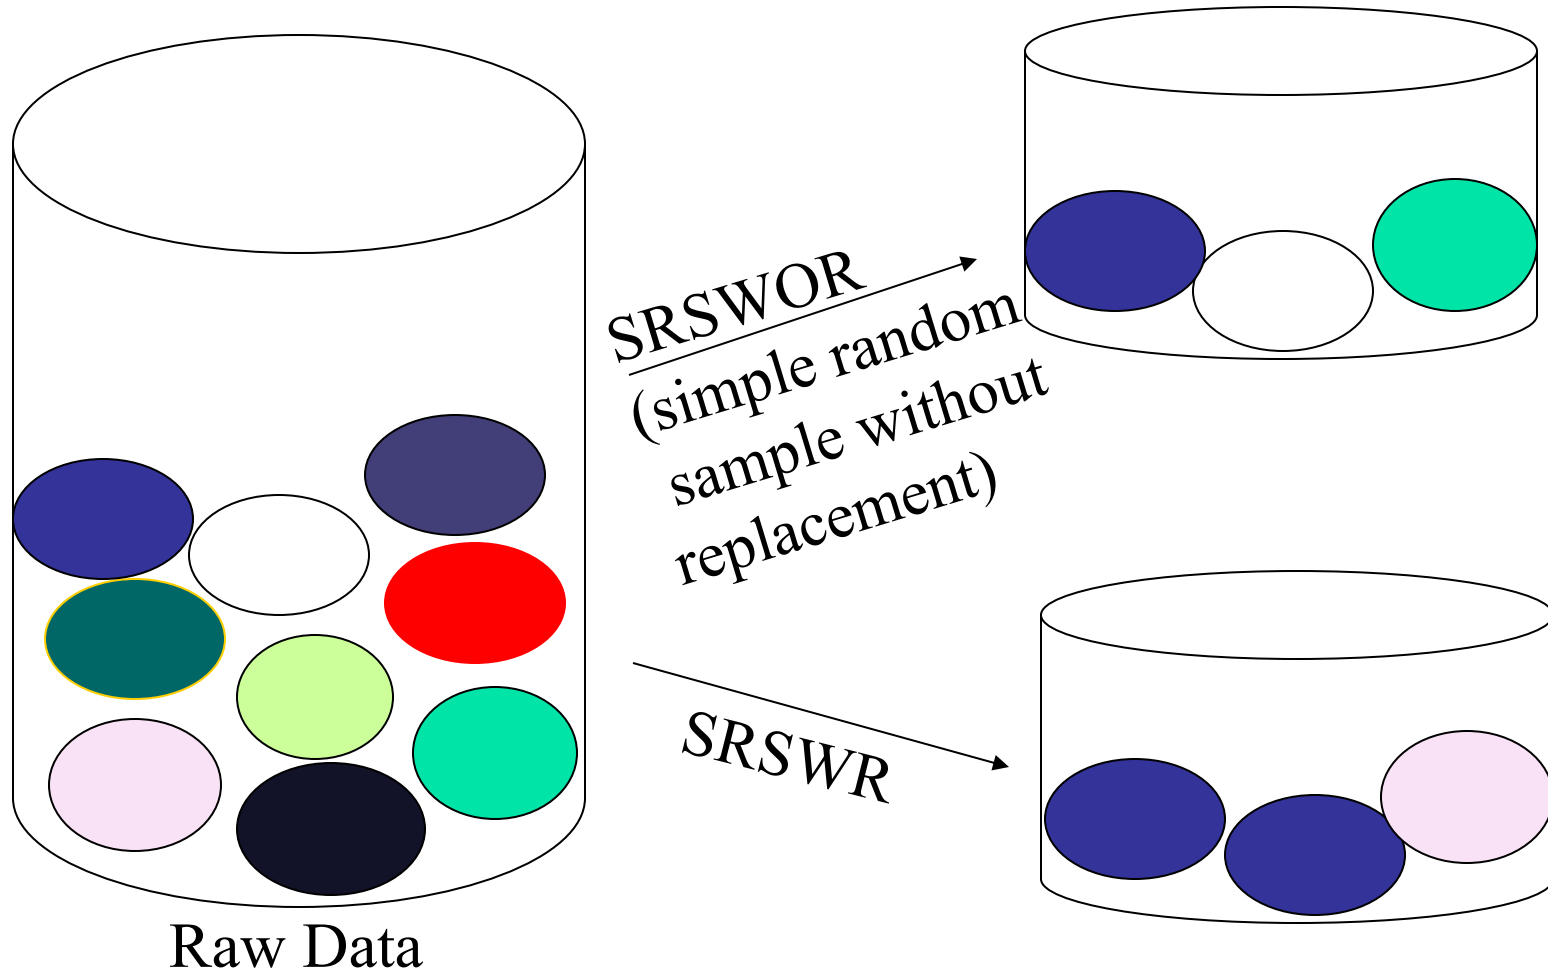 SRSWOR
(simple random
sample without
replacement)
SRSWR
Raw Data